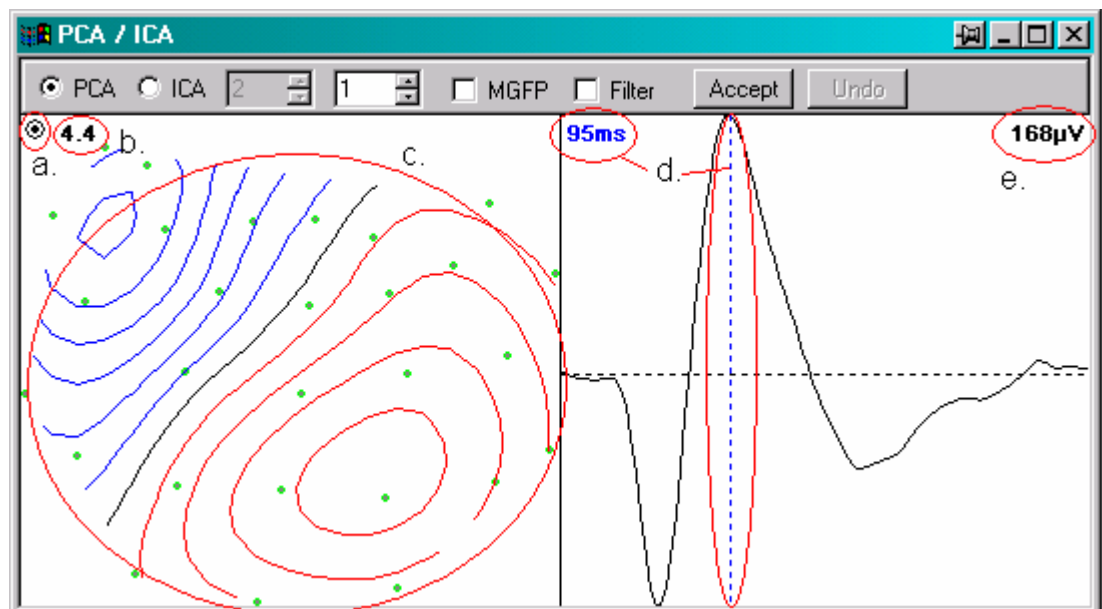 PCA / ICA
PCA ICA 2 1 MGFP Filter Accept Undo
4.4 95ms 168µV
a. b. c. d. e.